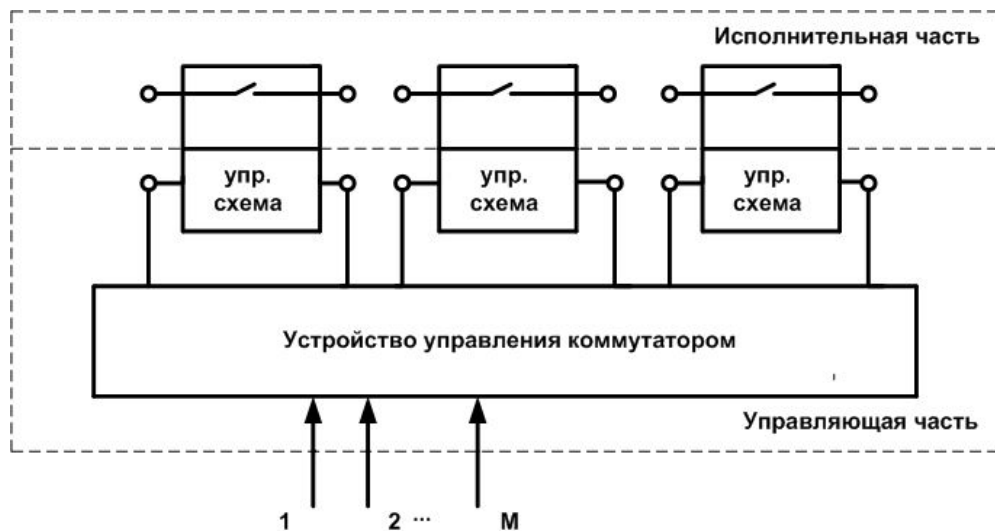 Исполнительная часть
упр.
схема
упр.
схема
упр.
схема
Устройство управления коммутатором
Управляющая часть
1 2 ... М